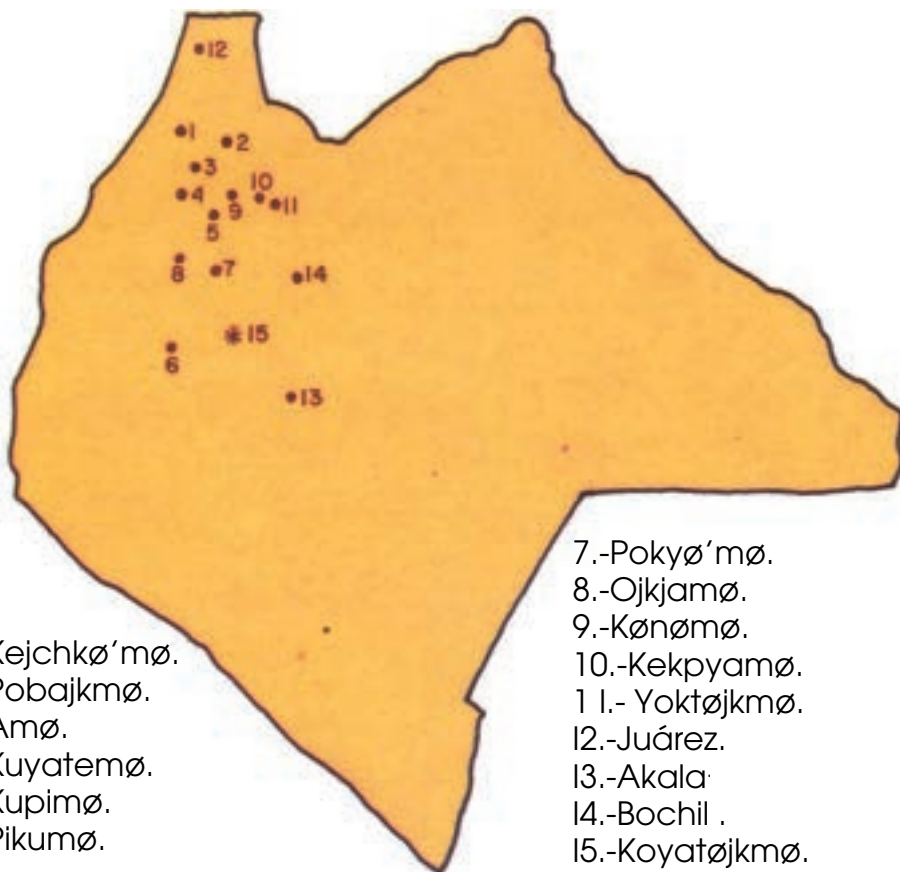 12
1
2
3
10
4
9
11
5
8
7
14
15
6
13
Kejchkø’mø.
Pobajkmø.
Amø.
Kuyatemø.
Kupimø.
Pikumø.
7.-Pokyø’mø.
8.-Ojkjamø.
9.-Kønømø.
10.-Kekpyamø.
1 l.- Yoktøjkmø.
l2.-Juárez.
l3.-Akala
l4.-Bochil .
l5.-Koyatøjkmø.